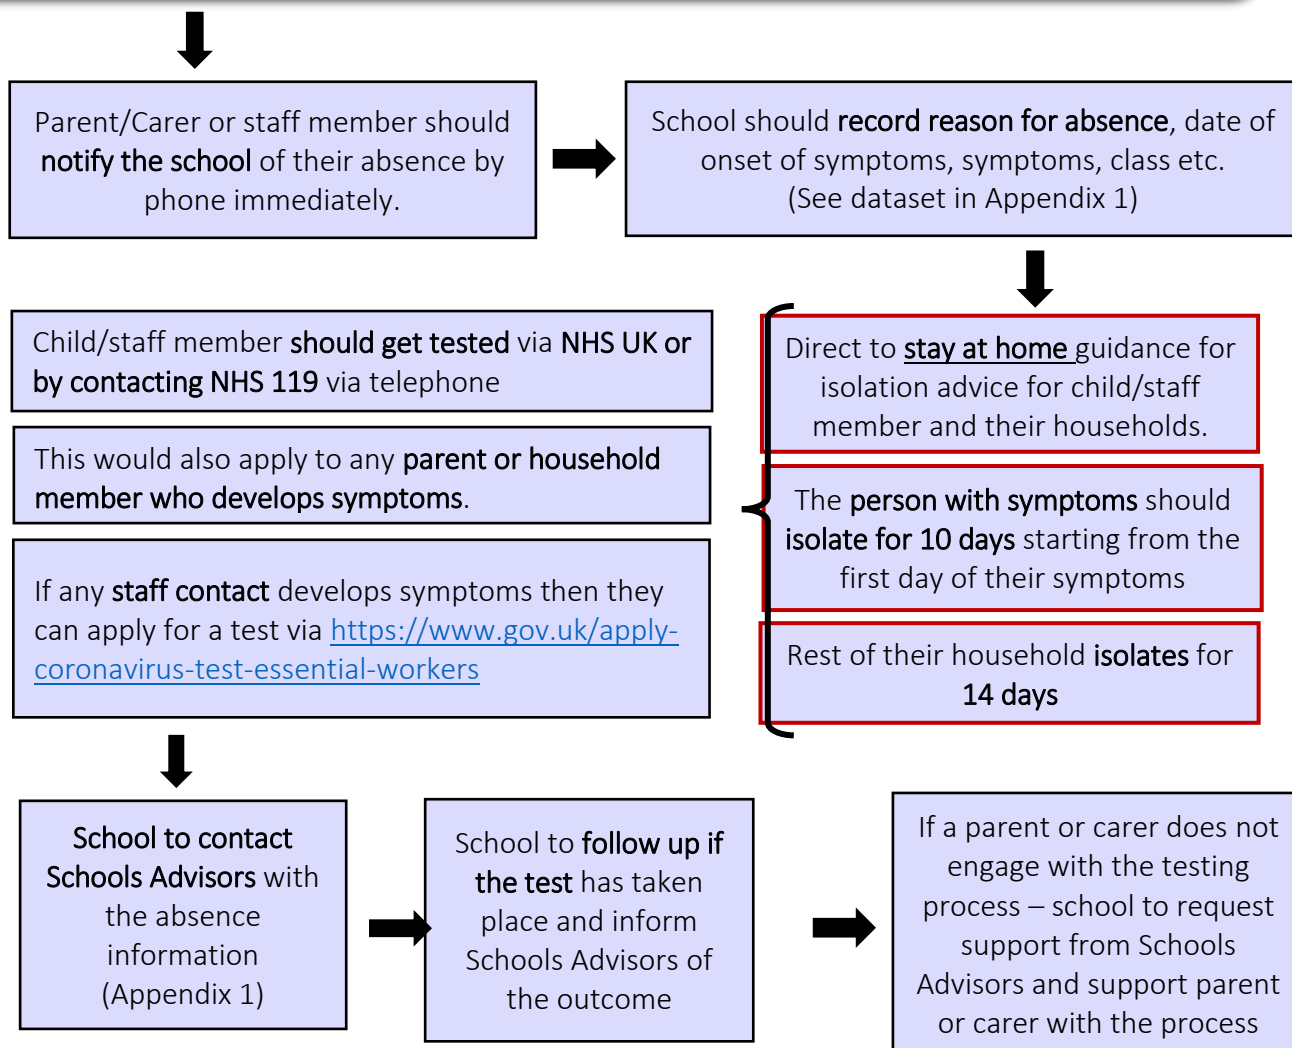 Parent/Carer or staff member should
notify the school of their absence by
phone immediately.
School should record reason for absence, date of
onset of symptoms, symptoms, class etc.
(See dataset in Appendix 1)
Child/staff member should get tested via NHS UK or
by contacting NHS 119 via telephone
This would also apply to any parent or household
member who develops symptoms.
If any staff contact develops symptoms then they
can apply for a test via https://www.gov.uk/apply-
coronavirus-test-essential-workers
Direct to stay at home guidance for
isolation advice for child/staff
member and their households.
The person with symptoms should
isolate for 10 days starting from the
first day of their symptoms
Rest of their household isolates for
14 days
School to contact
Schools Advisors with
the absence
information
(Appendix 1)
School to follow up if
the test has taken
place and inform
Schools Advisors of
the outcome
If a parent or carer does not
engage with the testing
process – school to request
support from Schools
Advisors and support parent
or carer with the process